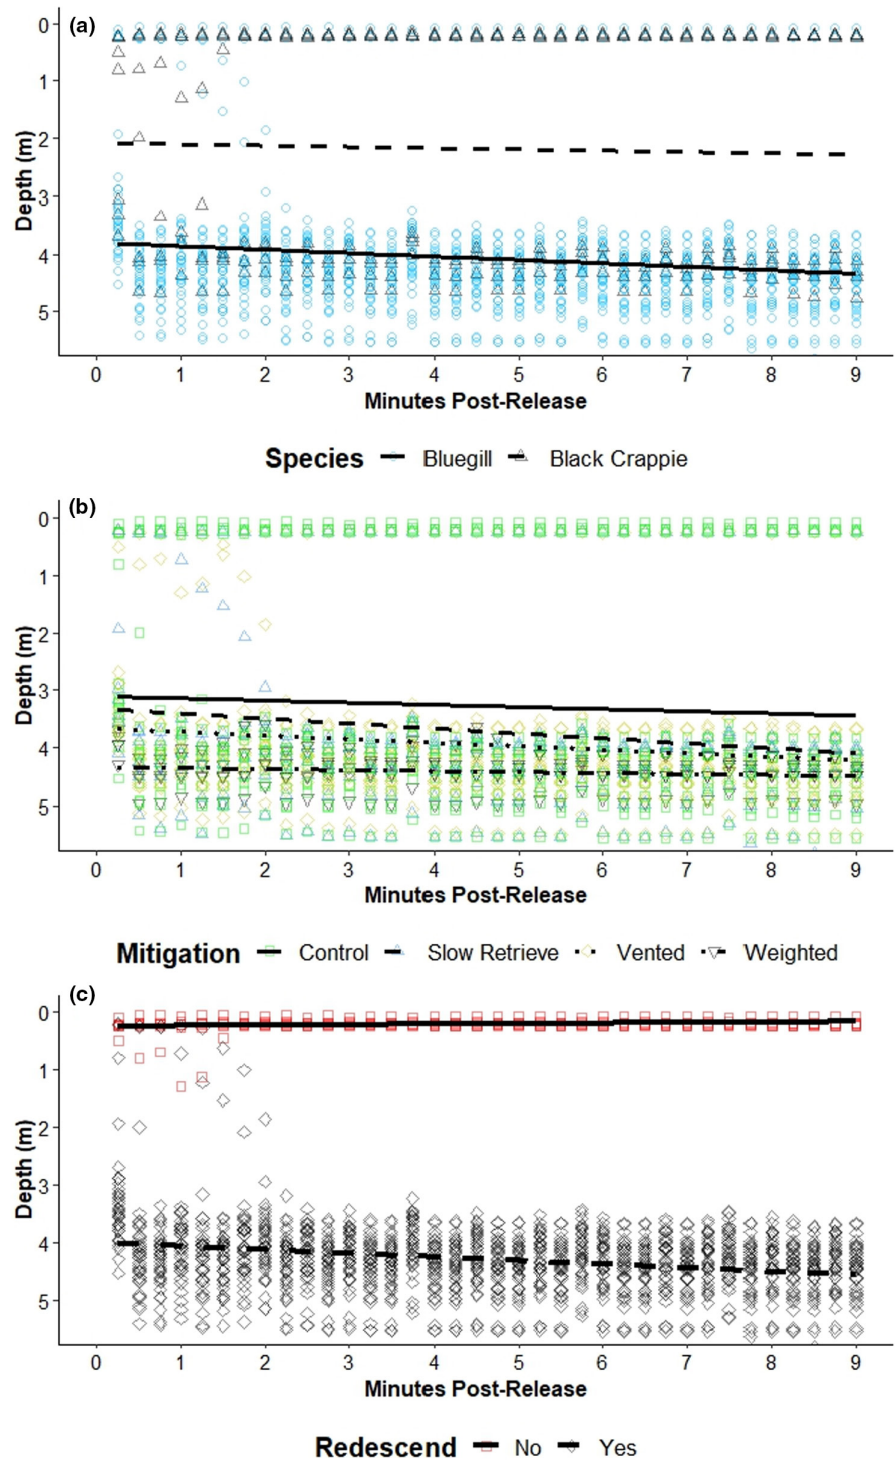 (a)
0
1
2
3
4
5
Depth (m)
0 1 2 3 4 5 6 7 8 9
Minutes Post-Release
Species Bluegill Black Crappie
(b)
0
1
2
3
4
5
Depth (m)
0 1 2 3 4 5 6 7 8 9
Minutes Post-Release
Mitigation Control Slow Retrieve Vented Weighted
(c)
0
1
2
3
4
5
Depth (m)
0 1 2 3 4 5 6 7 8 9
Minutes Post-Release
Redescend No Yes